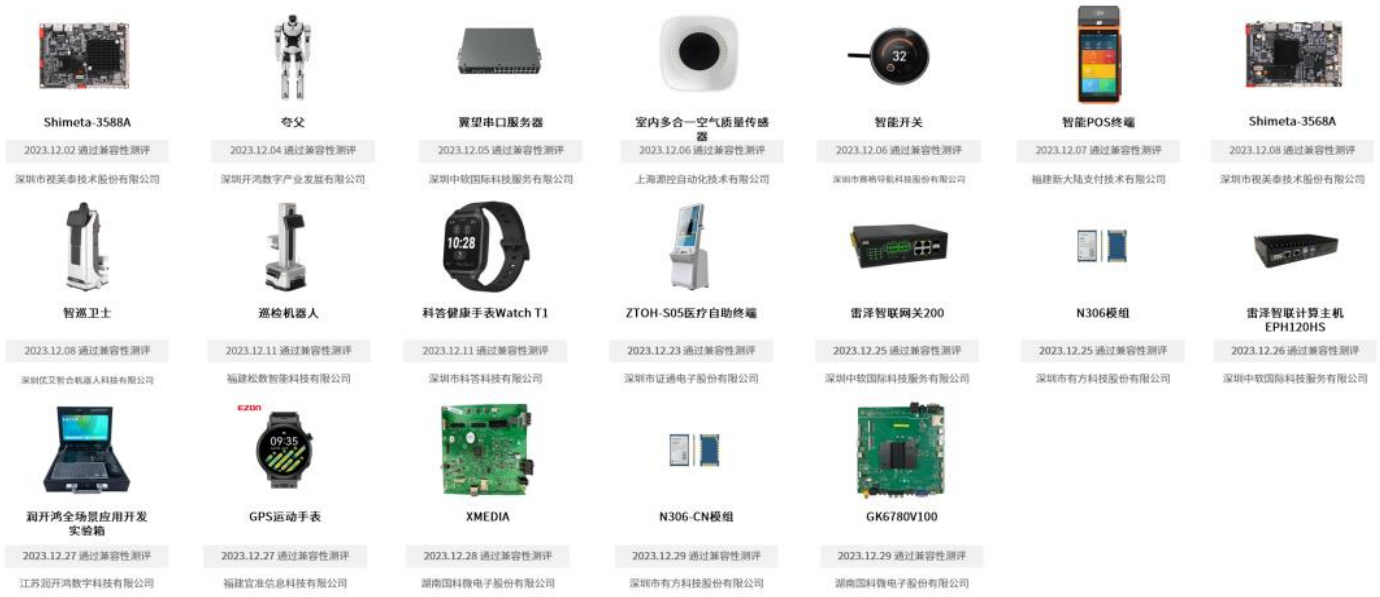 32
Shimeta-3588A
夸父
翼望串口服务器
室内多合一空气质量传感
器
智能开关
智能POS终端
Shimeta-3568A
2023.12.02 通过兼容性测评
2023.12.04 通过兼容性测评
2023.12.05 通过兼容性测评
2023.12.06 通过兼容性测评
2023.12.06 通过兼容性测评
2023.12.07 通过兼容性测评
2023.12.08 通过兼容性测评
深圳市视美泰技术股份有限公司
深圳开鸿数字产业发展有限公司
深圳中软国际科技服务有限公司
上海源控自动化技术有限公司
深圳市赛格导航科技股份有限公司
福建新大陆支付技术有限公司
深圳市视美泰技术股份有限公司
10:28
智巡卫士
巡检机器人
科答健康手表Watch T1
ZTOH-S05医疗自助终端
雷泽智联网关200
N306模组
雷泽智联计算主机
EPH120HS
2023.12.08 通过兼容性测评
2023.12.11 通过兼容性测评
2023.12.11 通过兼容性测评
2023.12.23 通过兼容性测评
2023.12.25 通过兼容性测评
2023.12.25 通过兼容性测评
2023.12.26 通过兼容性测评
深圳优艾智合机器人科技有限公司
福建松数智能科技有限公司
深圳市科答科技有限公司
深圳市证通电子股份有限公司
深圳中软国际科技服务有限公司
深圳市有方科技股份有限公司
深圳中软国际科技服务有限公司
EZON
09:35
润开鸿全场景应用开发
实验箱
GPS运动手表
XMEDIA
N306-CN模组
GK6780V100
2023.12.27 通过兼容性测评
2023.12.27 通过兼容性测评
2023.12.28 通过兼容性测评
2023.12.29 通过兼容性测评
2023.12.29 通过兼容性测评
江苏润开鸿数字科技有限公司
福建宜准信息科技有限公司
湖南国科微电子股份有限公司
深圳市有方科技股份有限公司
湖南国科微电子股份有限公司